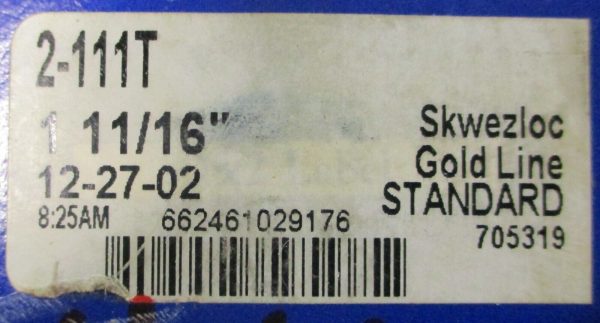 2-111T
1 11/16"
12-27-02
8:25AM
662461029176
Skwezloc
Gold Line
STANDARD
705319